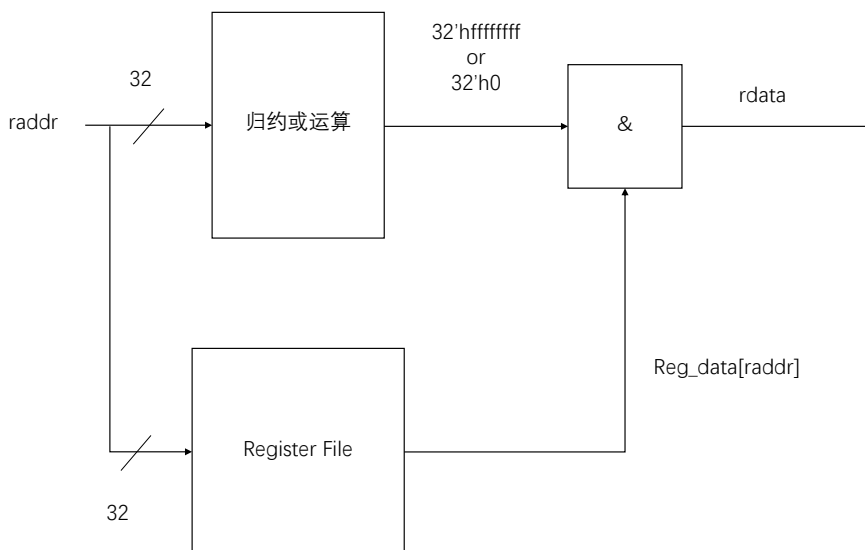 32'hffffffff
or
32'h0
32
rdata
raddr
归约或运算
&
Reg_data[raddr]
Register File
32